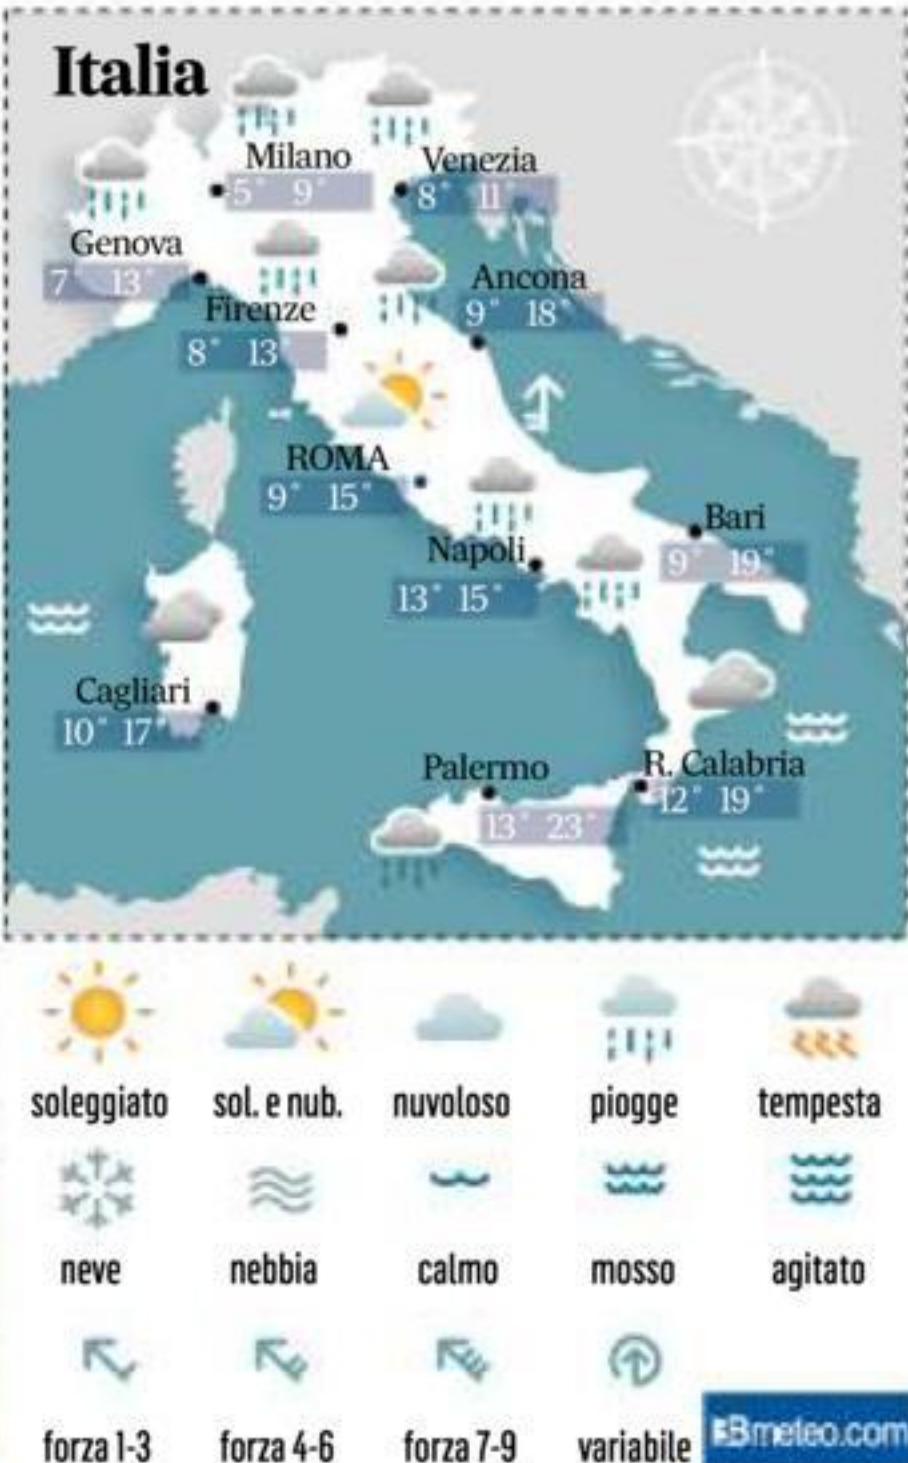 Italia
Milano
5° 9°
Venezia
8° 11°
Genova
7 13°
Firenze
8° 13
Ancona
9° 18°
ROMA
9° 15°
Napoli
13° 15°
Bari
9° 19°
Cagliari
10° 17°
Palermo
13° 23°
R. Calabria
12° 19°
soleggiato sol. e nub. nuvoloso piogge tempesta
neve nebbia calmo mosso agitato
forza 1-3 forza 4-6 forza 7-9 variabile
3Bmeteo.com